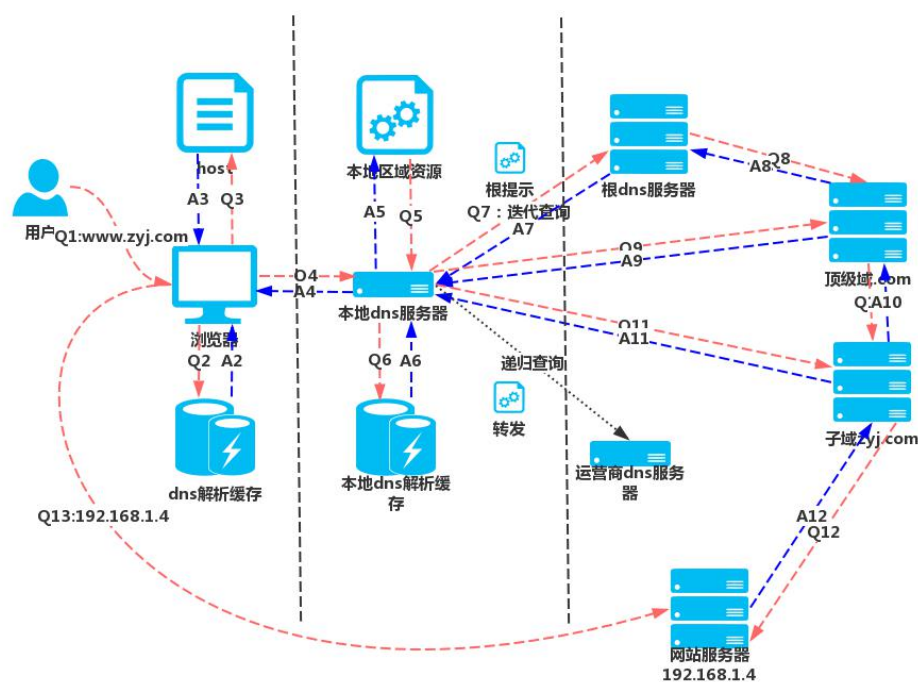 host
A3
Q3
用户
Q1:www.zyj.com
浏览器
Q2
A2
dns解析缓存
Q13:192.168.1.4
本地区域资源
A5
Q5
Q4
A4
本地dns服务器
Q6
A6
本地dns解析缓
存
根提示
Q7：迭代查询
A7
根dns服务器
Q8
A8
Q9
A9
顶级域.com
A10
Q11
A11
递归查询
转发
运营商dns服务
器
子域zyj.com
A12
Q12
网站服务器
192.168.1.4